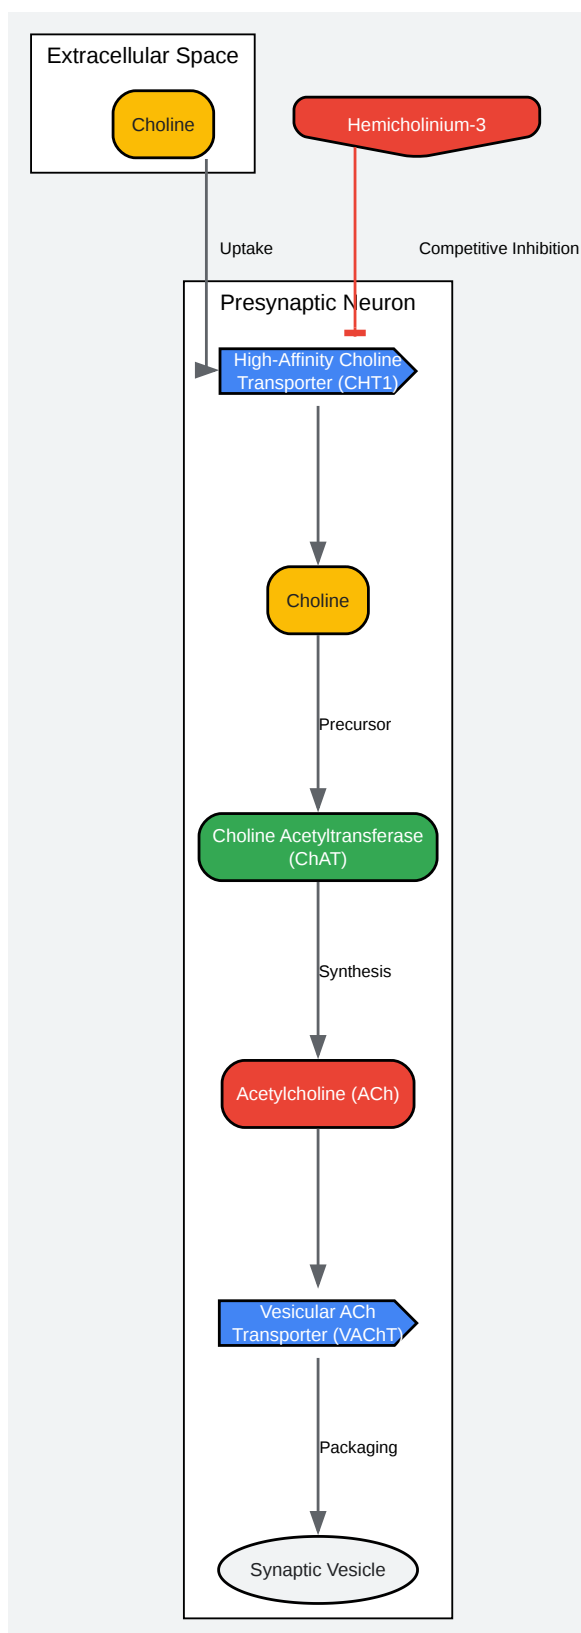 Extracellular Space
Choline
Hemicholinium-3
Uptake
Competitive Inhibition
Presynaptic Neuron
High-Affinity Choline
Transporter (CHT1)
Choline
Precursor
Choline Acetyltransferase
(ChAT)
Synthesis
Acetylcholine (ACh)
Vesicular ACh
Transporter (VAChT)
Packaging
Synaptic Vesicle